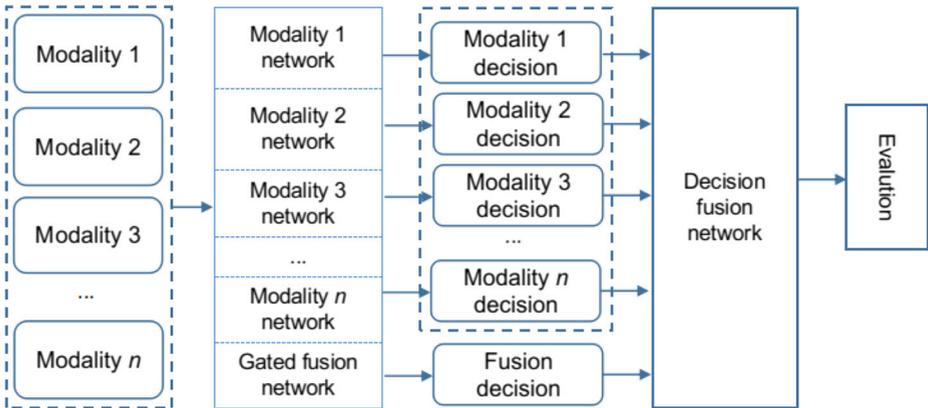 Modality 1
Modality 2
Modality 3
...
Modality n
Modality 1
network
Modality 2
network
Modality 3
network
...
Modality n
network
Gated fusion
network
Modality 1
decision
Modality 2
decision
Modality 3
decision
...
Modality n
decision
Fusion
decision
Decision
fusion
network
Evalution